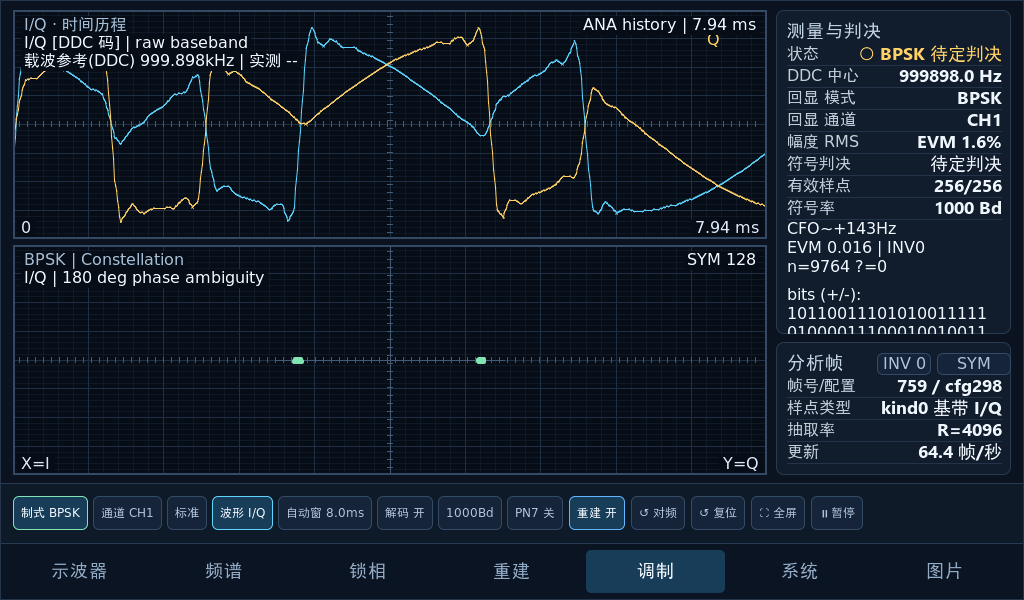 I/Q · 时间历程
I/Q [DDC 码] | raw baseband
载波参考(DDC) 999.898kHz | 实测 --
ANA history | 7.94 ms
Q
0
7.94 ms
BPSK | Constellation
I/Q | 180 deg phase ambiguity
SYM 128
X=I
Y=Q
测量与判决
状态 ○ BPSK 待定判决
DDC 中心 999898.0 Hz
回显 模式 BPSK
回显 通道 CH1
幅度 RMS EVM 1.6%
符号判决 待定判决
有效样点 256/256
符号率 1000 Bd
CFO~+143Hz
EVM 0.016 | INV0
n=9764 ?=0
bits (+/-):
10110011101010011111
01000011100010010011
分析帧 INV 0 SYM
帧号/配置 759 / cfg298
样点类型 kind0 基带 I/Q
抽取率 R=4096
更新 64.4 帧/秒
制式 BPSK 通道 CH1 标准 波形 I/Q 自动窗 8.0ms 解码 开 1000Bd PN7 关 重建 开 ↺ 对频 ↺ 复位 ⛶ 全屏 ⏸暂停
示波器 频谱 锁相 重建 调制 系统 图片